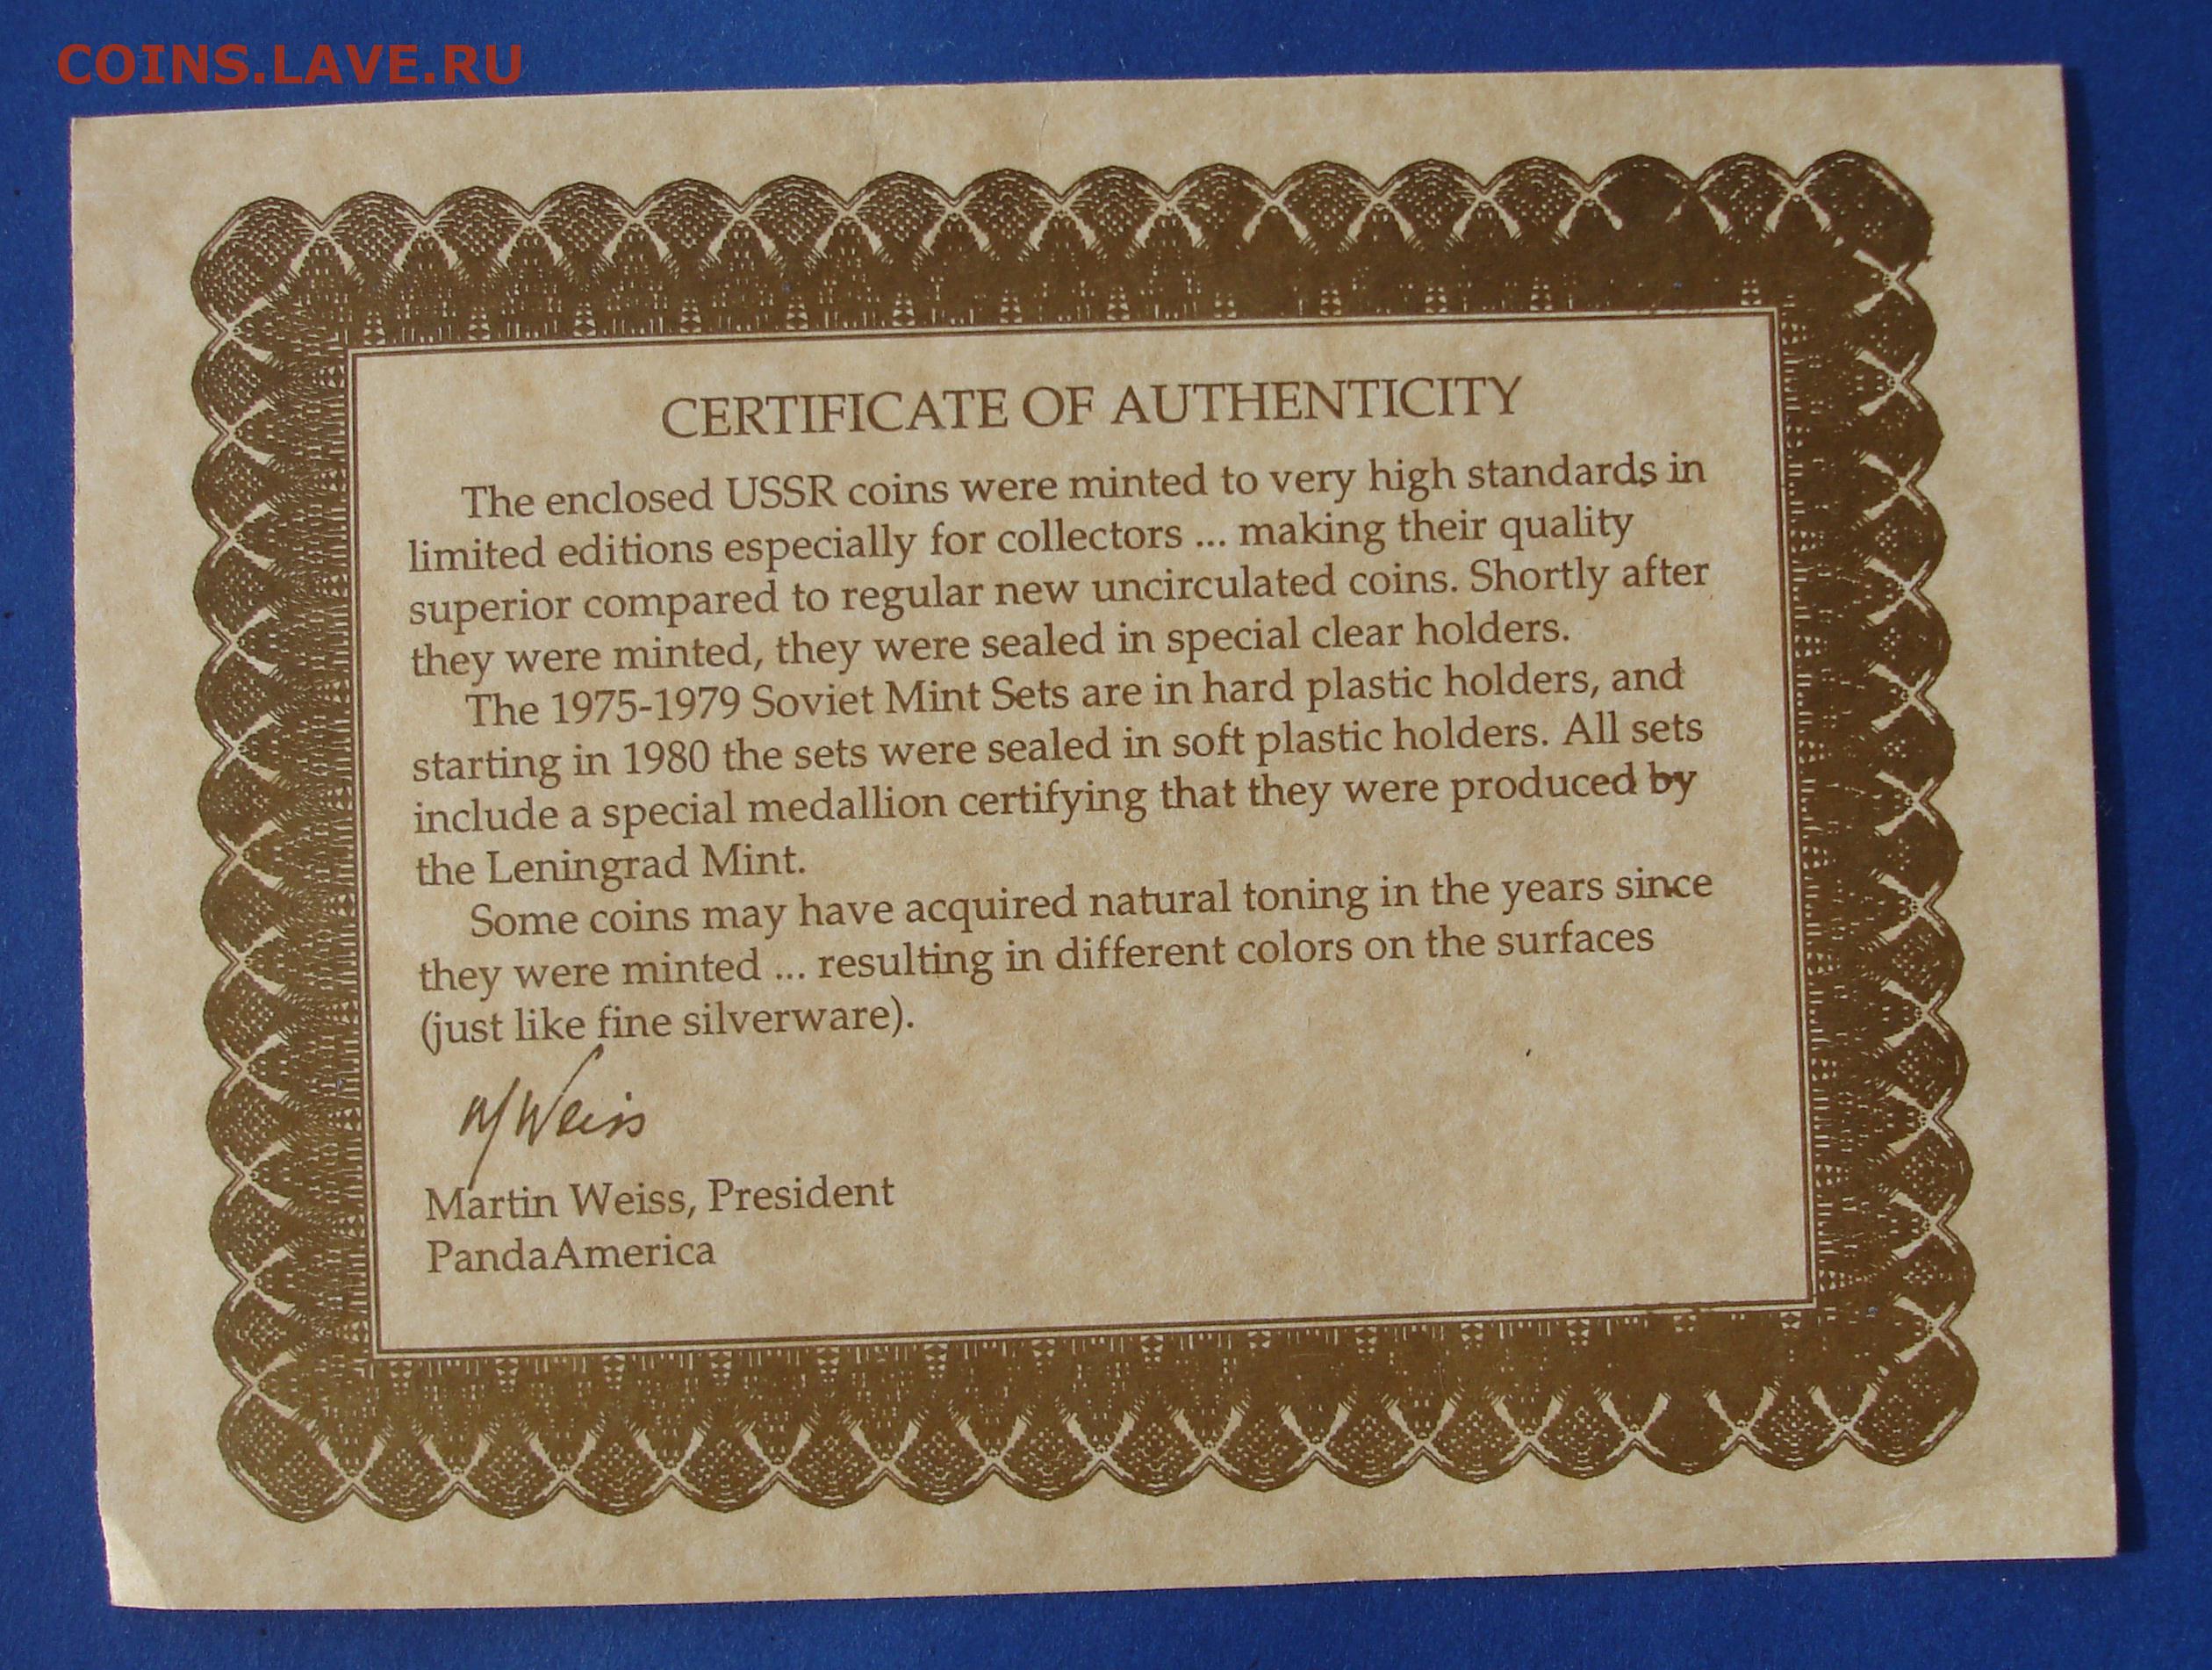 COINS.LAVE.RU
CERTIFICATE OF AUTHENTICITY
The enclosed USSR coins were minted to very high standards in
limited editions especially for collectors ... making their quality
superior compared to regular new uncirculated coins. Shortly after
they were minted, they were sealed in special clear holders.
The 1975-1979 Soviet Mint Sets are in hard plastic holders, and
starting in 1980 the sets were sealed in soft plastic holders. All sets
include a special medallion certifying that they were produced by
the Leningrad Mint.
Some coins may have acquired natural toning in the years since
they were minted ... resulting in different colors on the surfaces
(just like fine silverware).
M Weiss
Martin Weiss, President
PandaAmerica